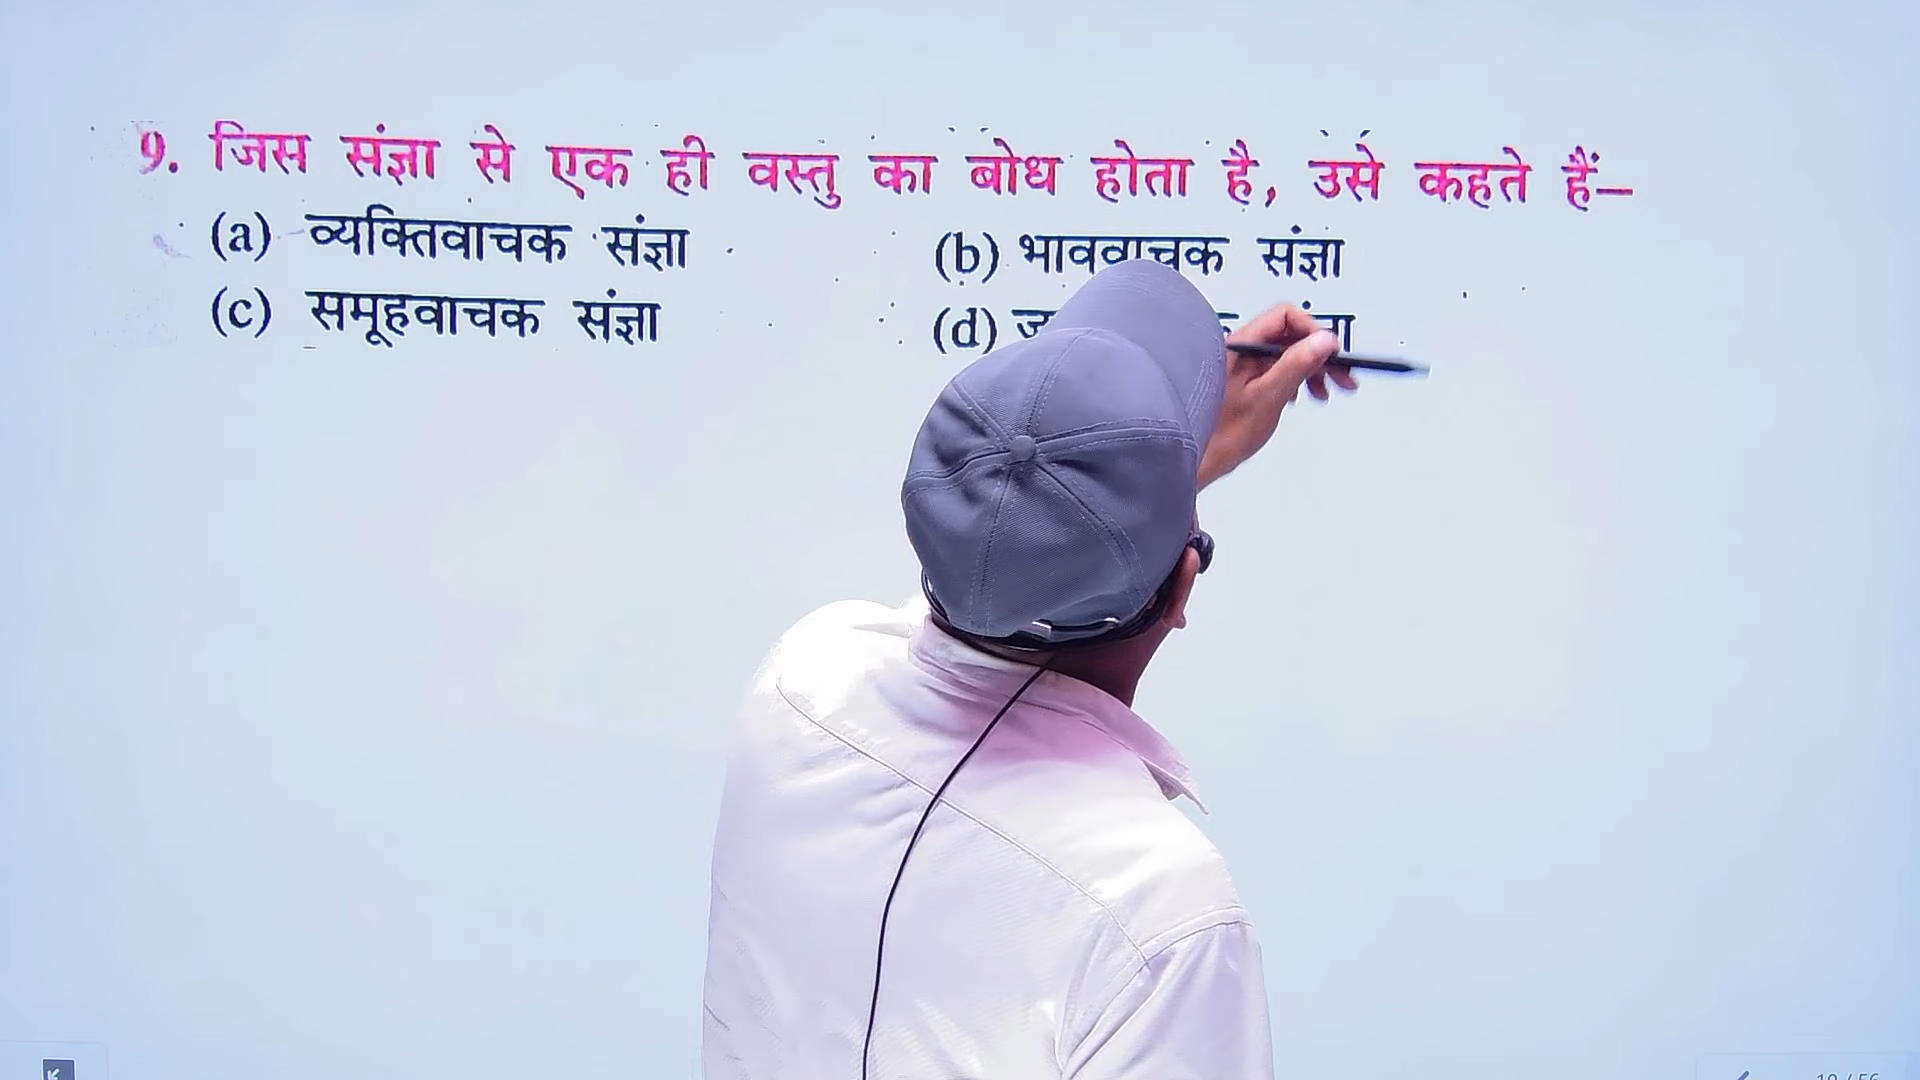 9. जिस संज्ञा से एक ही वस्तु का बोध होता है, उसे कहते हैं–
(a) व्यक्तिवाचक संज्ञा (b) भाववाचक संज्ञा
(c) समूहवाचक संज्ञा (d)